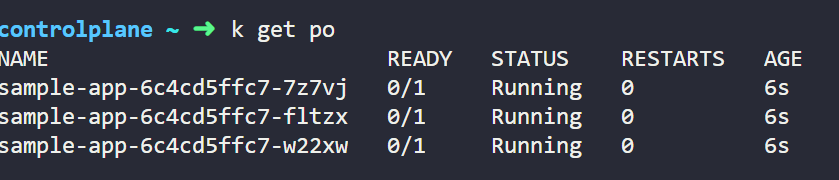 controlplane ~ ➜ k get po
NAME READY STATUS RESTARTS AGE
sample-app-6c4cd5ffc7-7z7vj 0/1 Running 0 6s
sample-app-6c4cd5ffc7-fltzx 0/1 Running 0 6s
sample-app-6c4cd5ffc7-w22xw 0/1 Running 0 6s